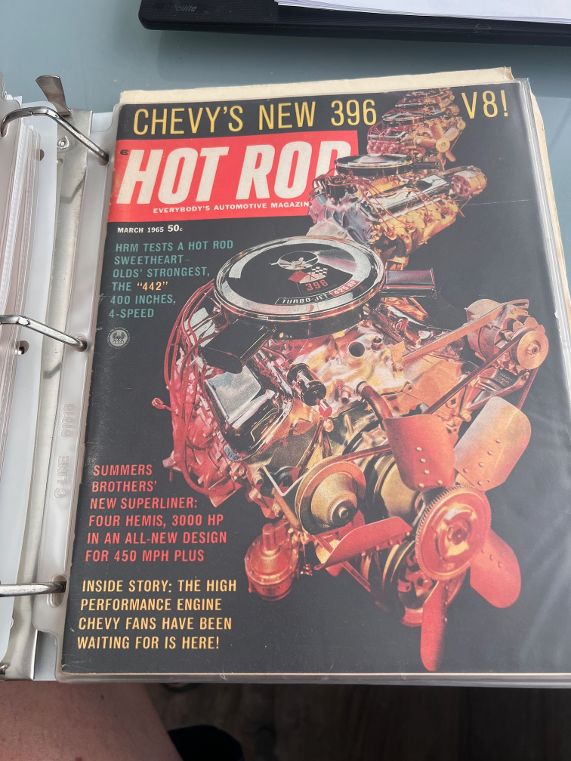 CHEVY'S NEW 396 V8!
HOT ROD
EVERYBODY'S AUTOMOTIVE MAGAZIN
MARCH 1965 50¢
HRM TESTS A HOT ROD
SWEETHEART-
OLDS' STRONGEST,
THE "442"
400 INCHES,
4-SPEED
396
TURBO-JET
SUMMERS
BROTHERS'
NEW SUPERLINER:
FOUR HEMIS, 3000 HP
IN AN ALL-NEW DESIGN
FOR 450 MPH PLUS
INSIDE STORY: THE HIGH
PERFORMANCE ENGINE
CHEVY FANS HAVE BEEN
WAITING FOR IS HERE!